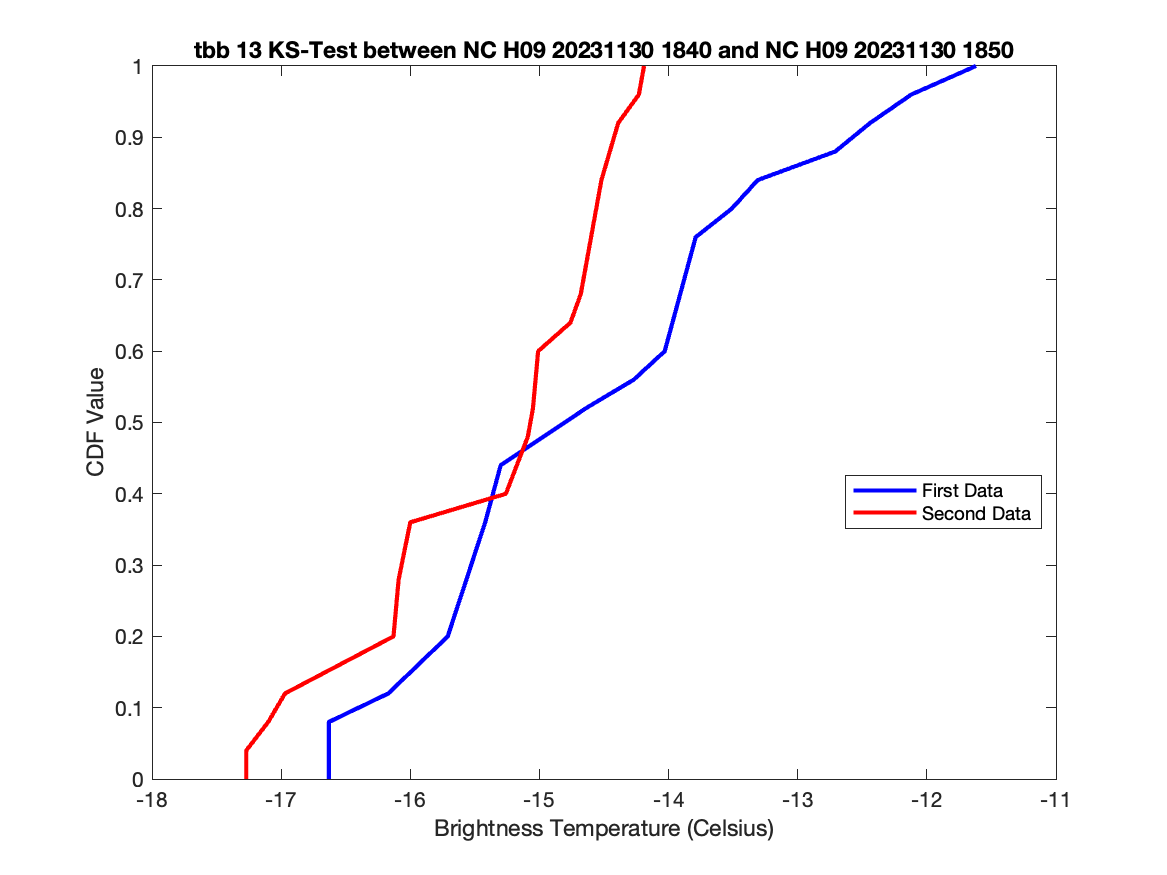 tbb 13 KS-Test between NC H09 20231130 1840 and NC H09 20231130 1850
1
0.9
0.8
0.7
0.6
0.5
0.4
0.3
0.2
0.1
0
CDF Value
First Data
Second Data
-18 -17 -16 -15 -14 -13 -12 -11
Brightness Temperature (Celsius)